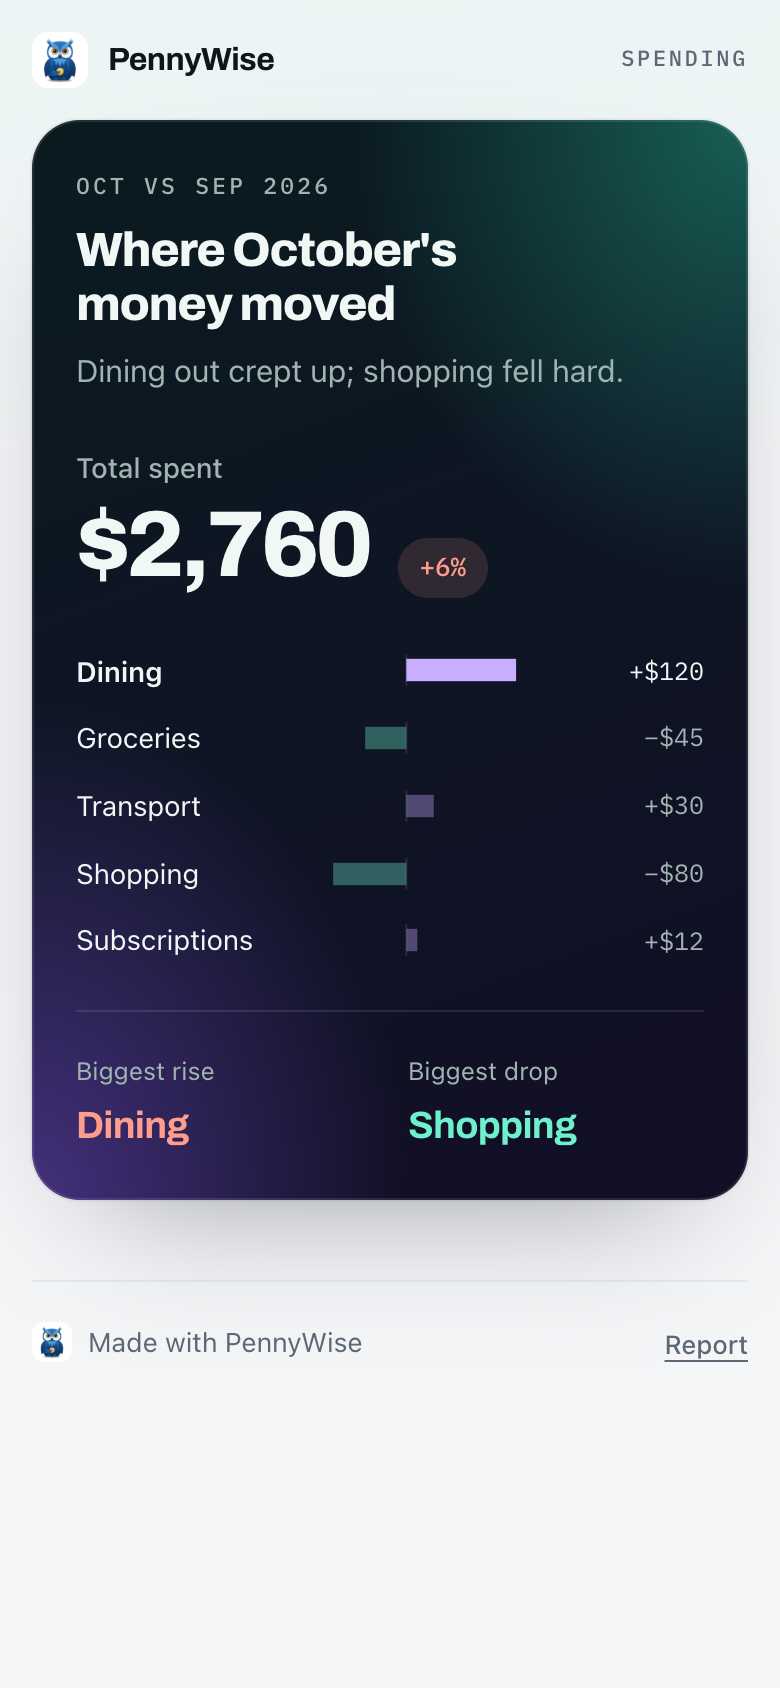 PennyWise
SPENDING
OCT VS SEP 2026
Where October's
money moved
Dining out crept up; shopping fell hard.
Total spent
$2,760
+6%
Dining
+$120
Groceries
−$45
Transport
+$30
Shopping
−$80
Subscriptions
+$12
Biggest rise
Biggest drop
Dining
Shopping
Made with PennyWise
Report